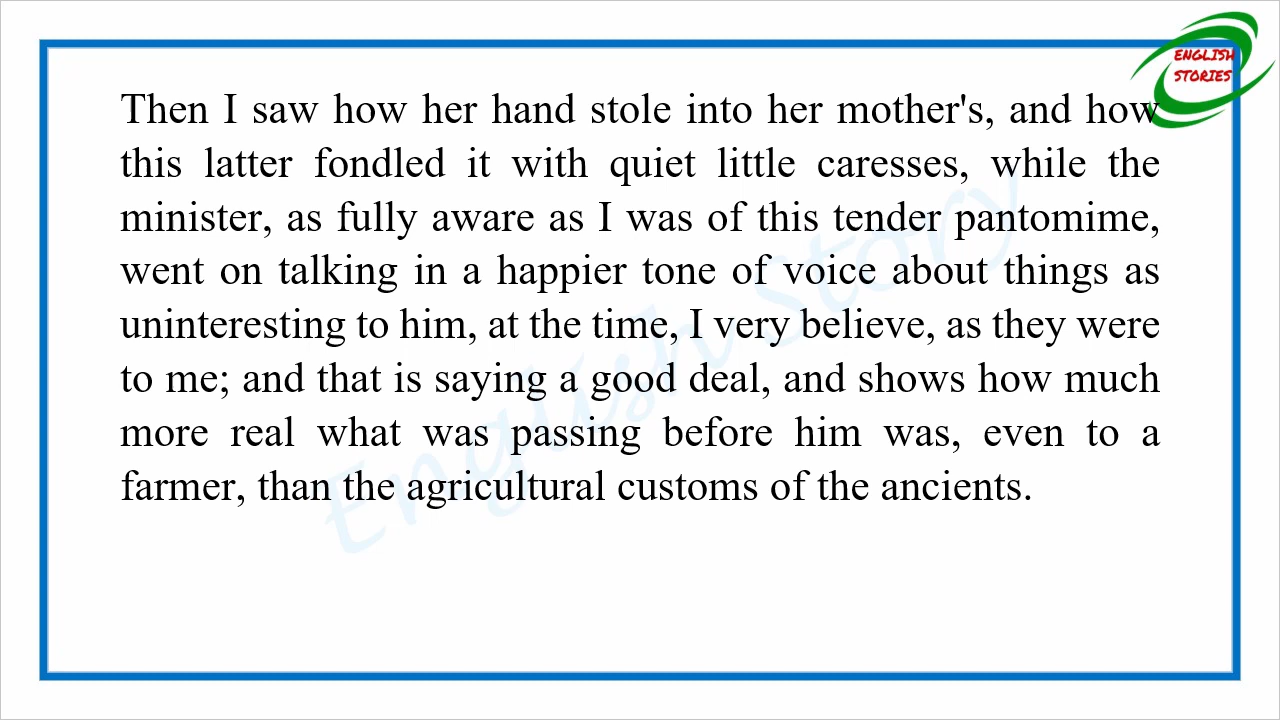 ENGLISH
STORIES
Then I saw how her hand stole into her mother's, and how
this latter fondled it with quiet little caresses, while the
minister, as fully aware as I was of this tender pantomime,
went on talking in a happier tone of voice about things as
uninteresting to him, at the time, I very believe, as they were
to me; and that is saying a good deal, and shows how much
more real what was passing before him was, even to a
farmer, than the agricultural customs of the ancients.
English Story